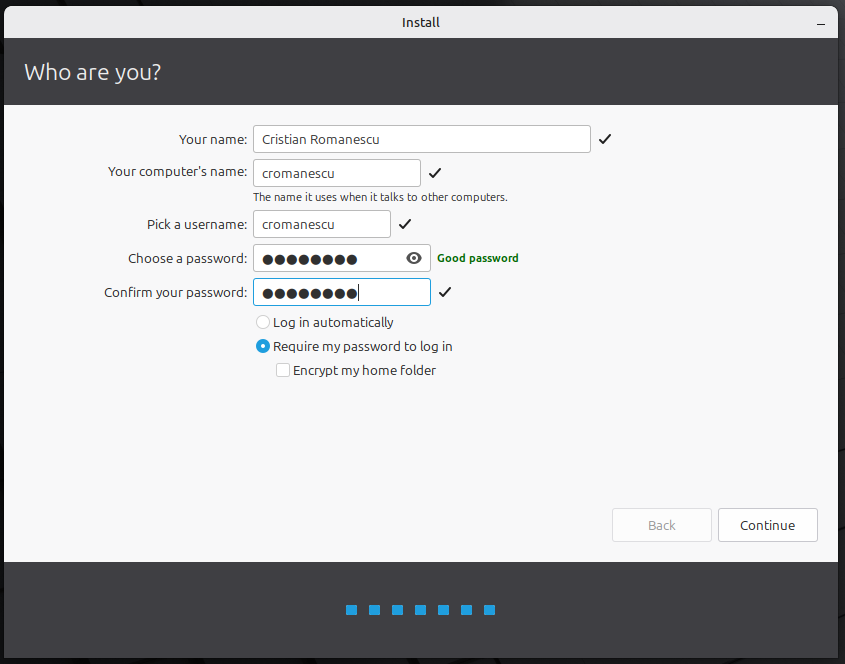 Install
Who are you?
Your name: Cristian Romanescu
Your computer's name: cromanescu
The name it uses when it talks to other computers.
Pick a username: cromanescu
Choose a password: ●●●●●●●● Good password
Confirm your password: ●●●●●●●●
Log in automatically
Require my password to log in
Encrypt my home folder
Back Continue